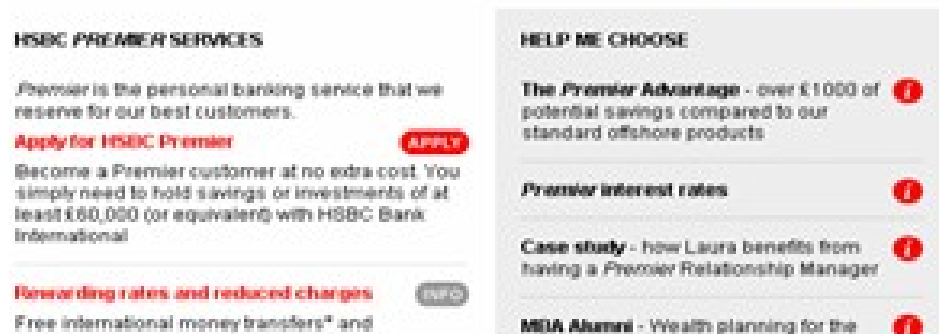 HSBC PREMIER SERVICES
Premier is the personal banking service that we
reserve for our best customers.
Apply for HSBC Premier
APPLY
Become a Premier customer at no extra cost. You
simply need to hold savings or investments of at
least £60,000 (or equivalent) with HSBC Bank
International
Rewarding rates and reduced charges
INFO
Free international money transfers* and
HELP ME CHOOSE
The Premier Advantage - over £1000 of
potential savings compared to our
standard offshore products
i
Premier interest rates
i
Case study - how Laura benefits from
having a Premier Relationship Manager
i
MBA Alumni - Wealth planning for the
i